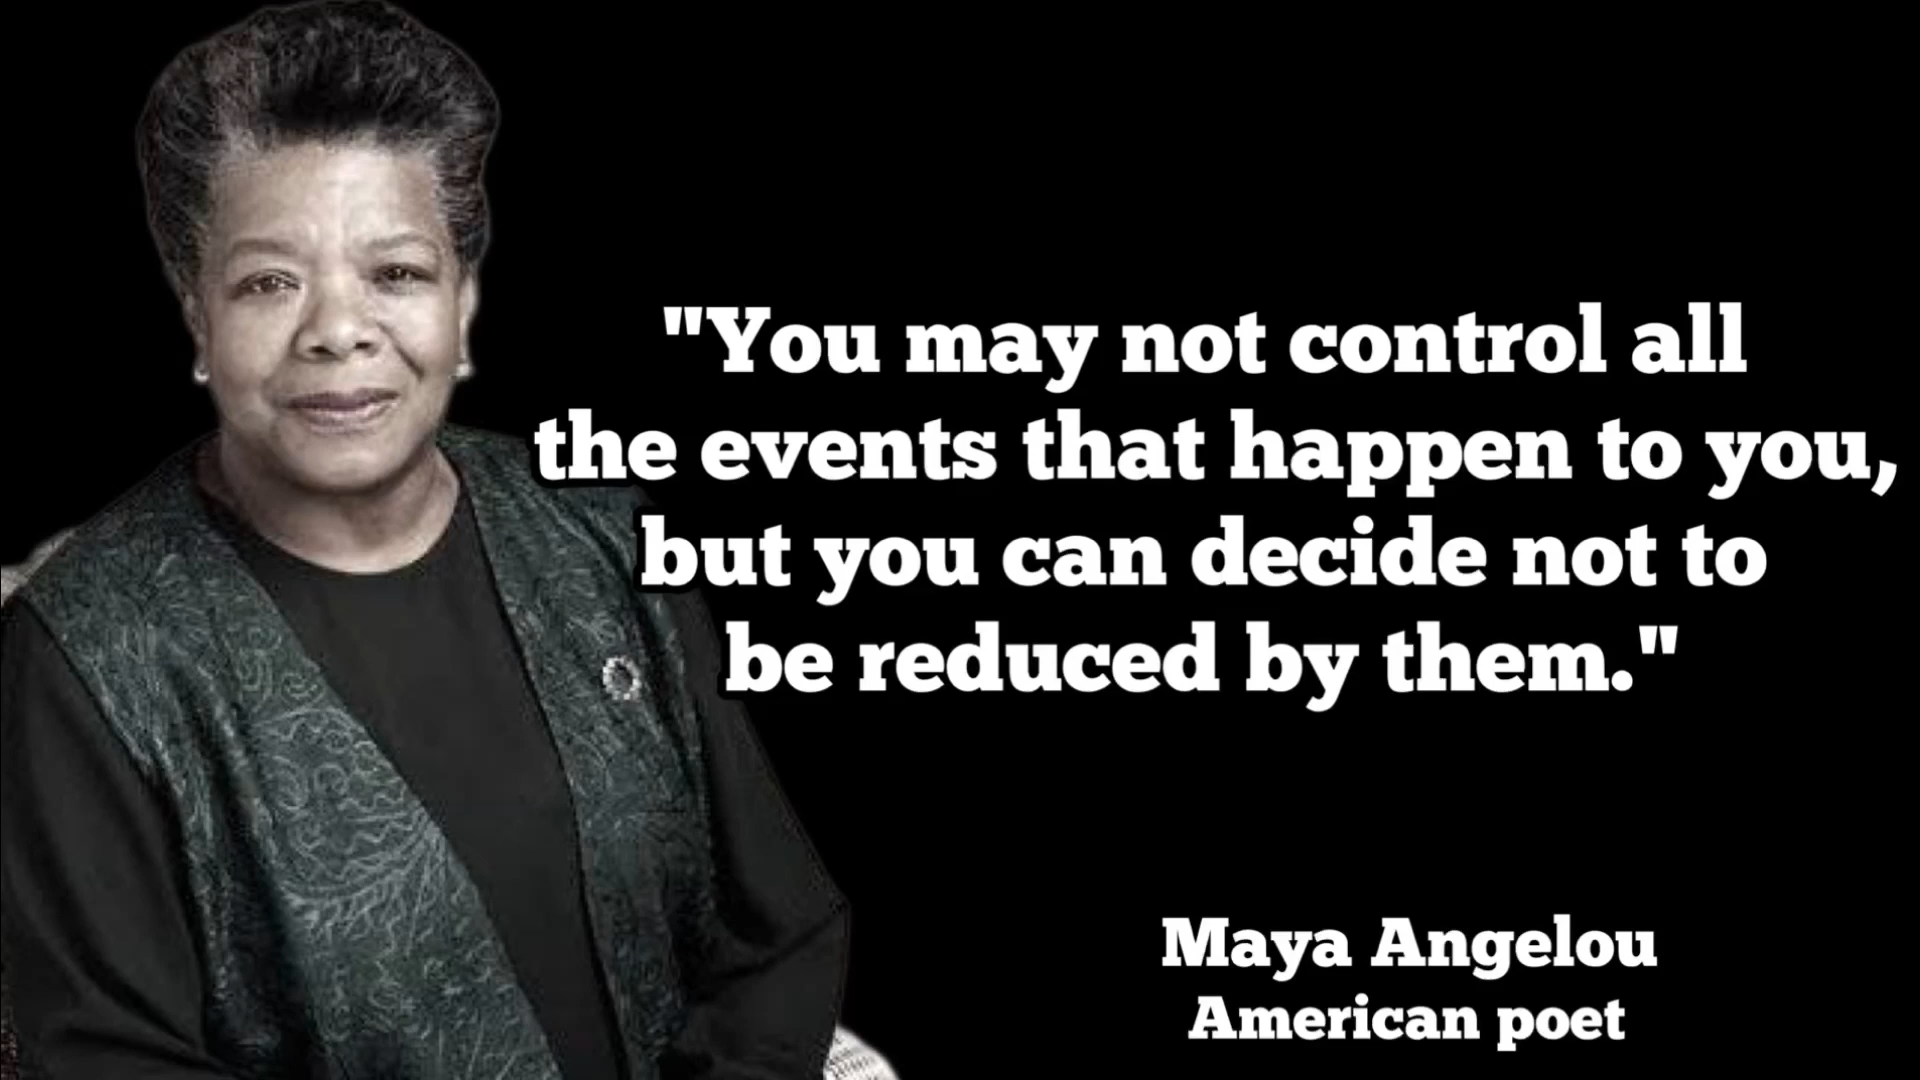 "You may not control all
the events that happen to you,
but you can decide not to
be reduced by them."
Maya Angelou
American poet